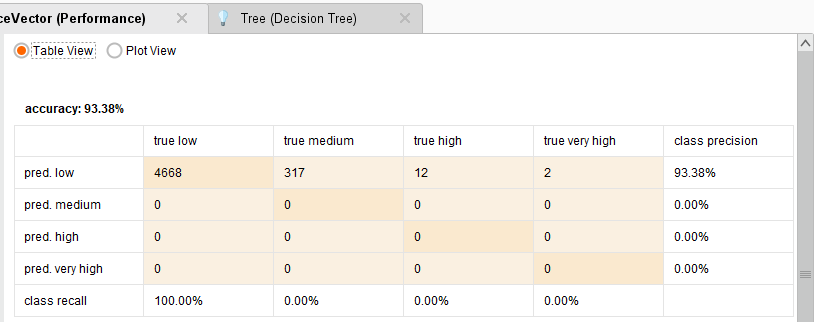 ceVector (Performance) Tree (Decision Tree)
Table View Plot View
accuracy: 93.38%
true low true medium true high true very high class precision
pred. low 4668 317 12 2 93.38%
pred. medium 0 0 0 0 0.00%
pred. high 0 0 0 0 0.00%
pred. very high 0 0 0 0 0.00%
class recall 100.00% 0.00% 0.00% 0.00%